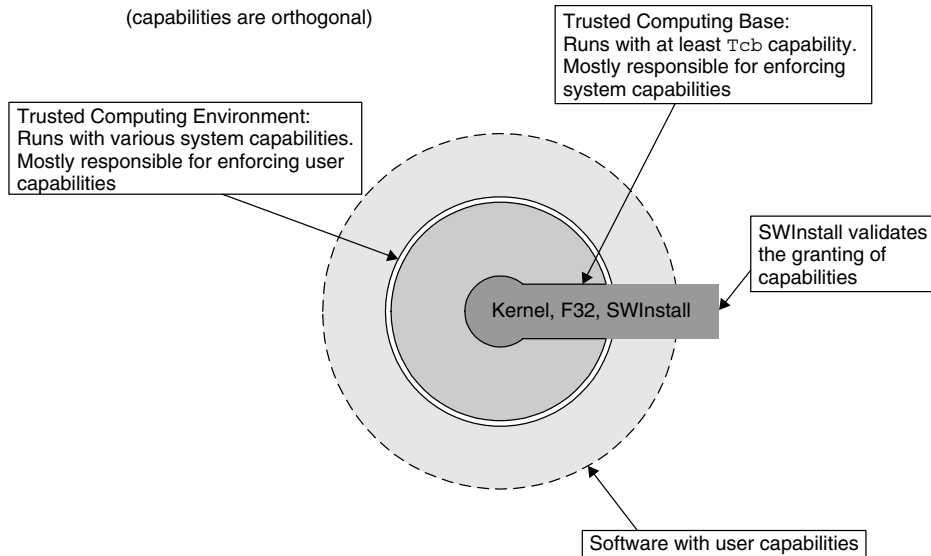 (capabilities are orthogonal)
Trusted Computing Base:
Runs with at least Tcb capability.
Mostly responsible for enforcing
system capabilities
Trusted Computing Environment:
Runs with various system capabilities.
Mostly responsible for enforcing user
capabilities
SWInstall validates
the granting of
capabilities
Kernel, F32, SWInstall
Software with user capabilities